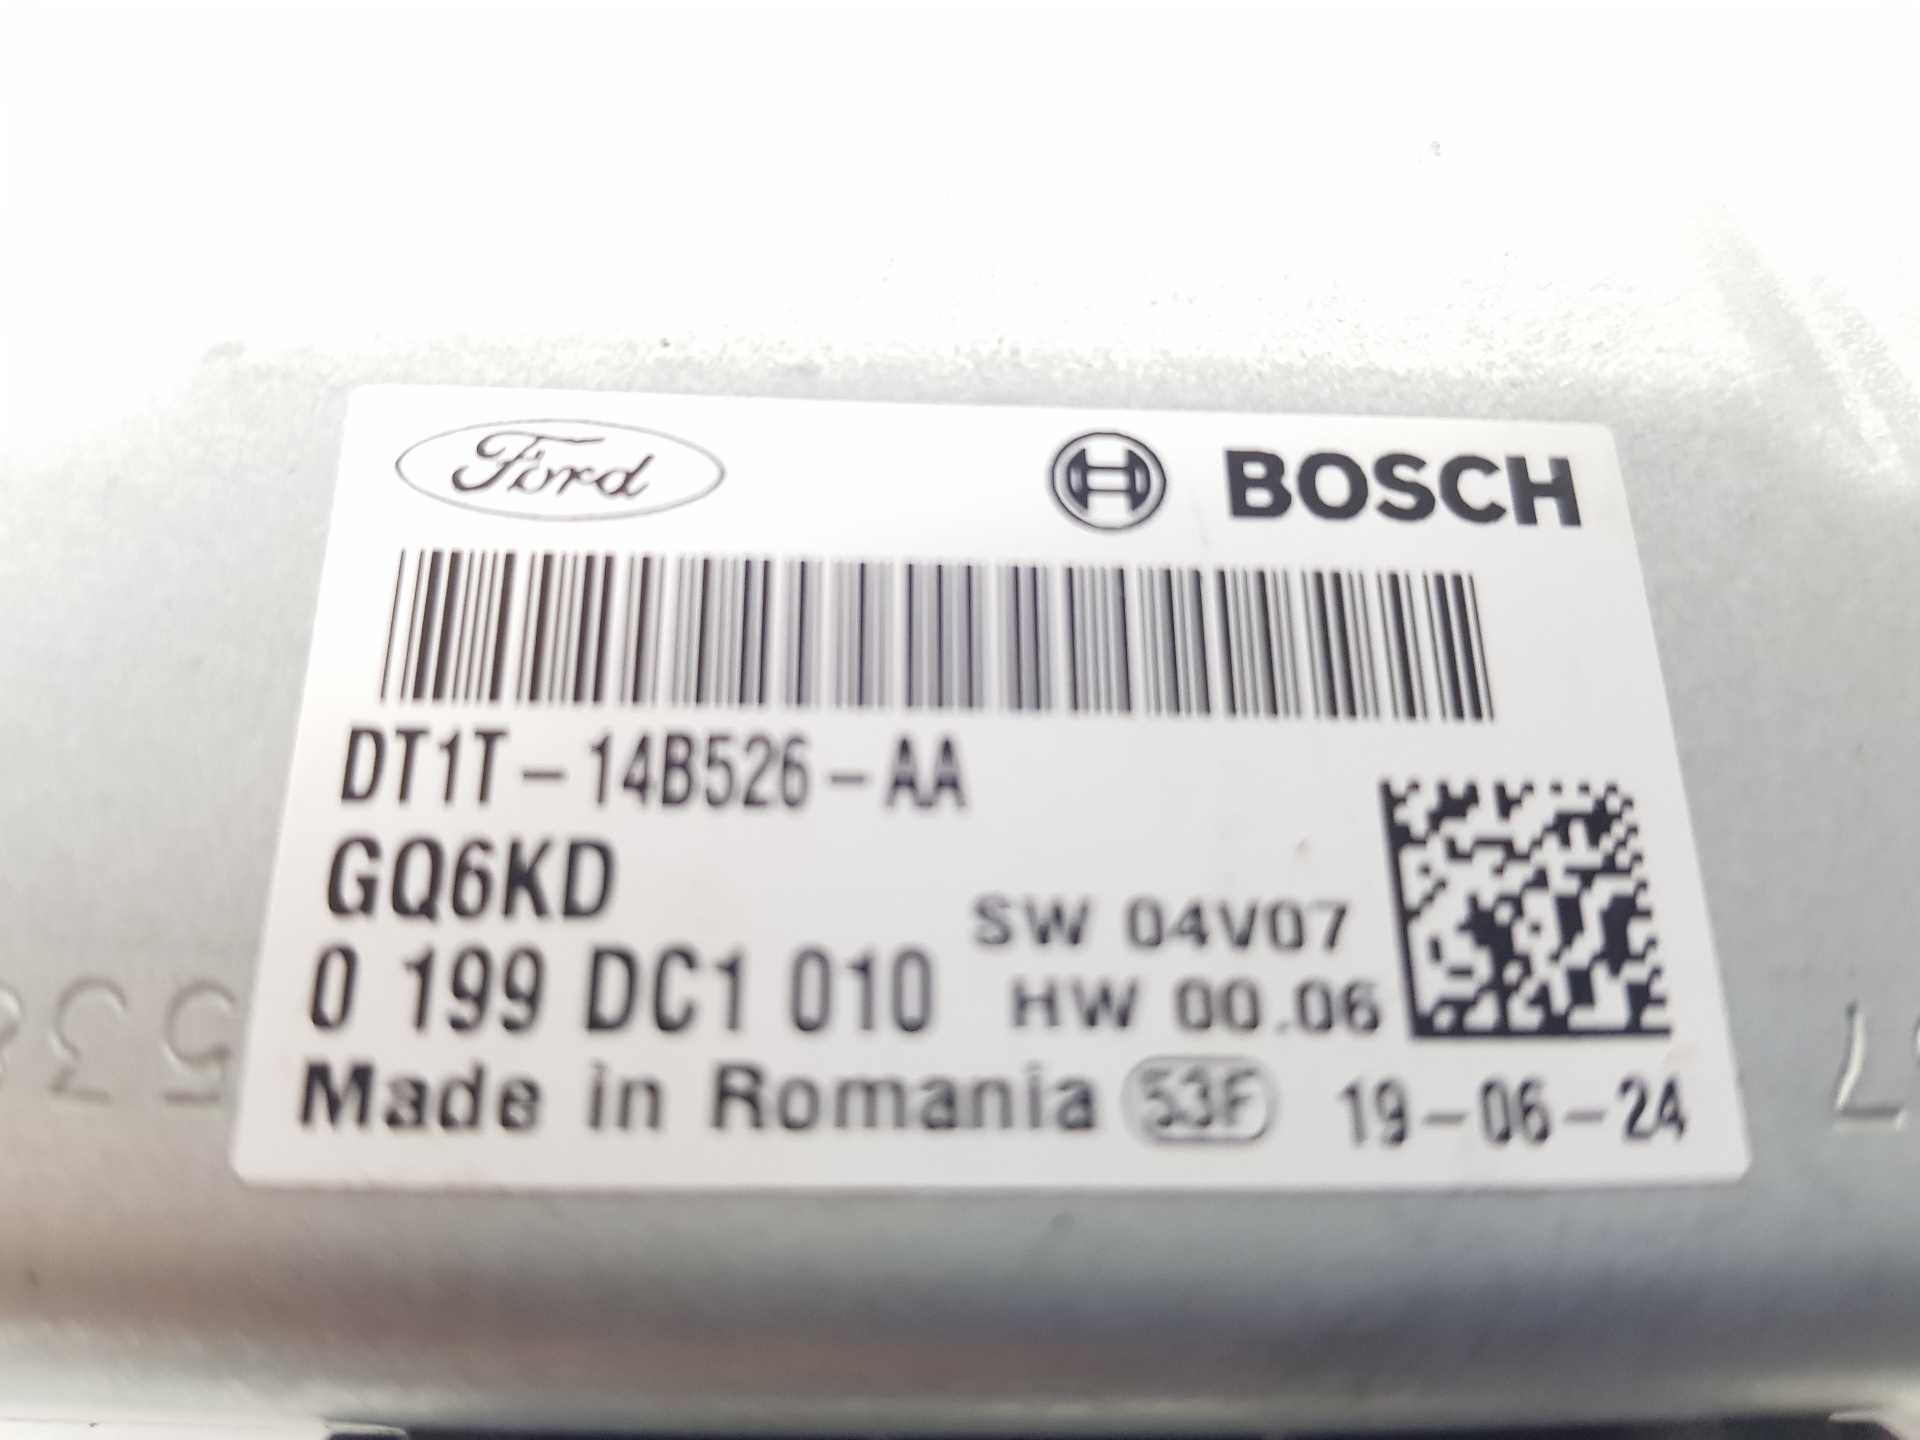 Ford BOSCH
DT1T-14B526-AA
GQ6KD
SW 04V07
0 199 DC1 010
HW 00.06
Made in Romania 53F 19-06-24